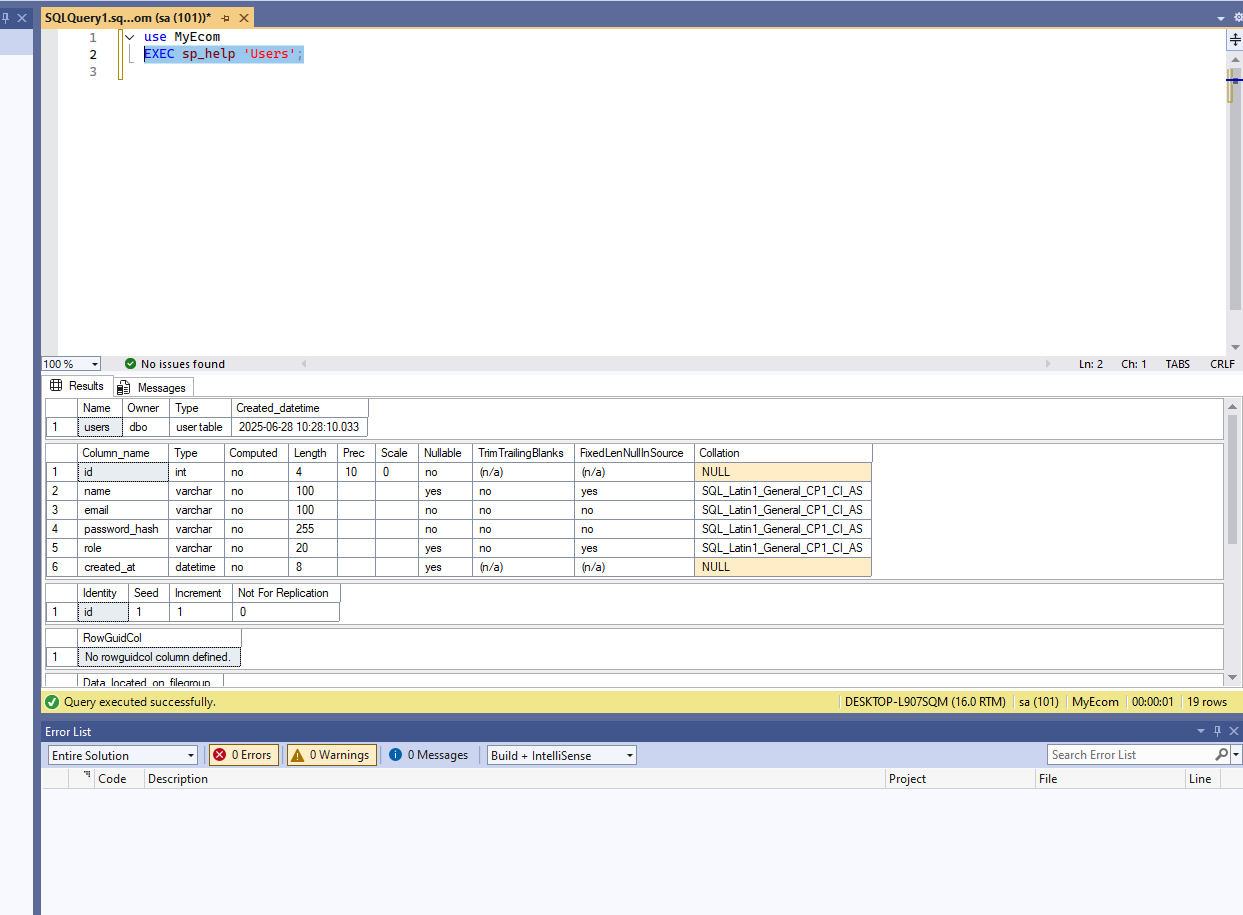 SQLQuery1.sq...om (sa (101))*
1 use MyEcom
2 EXEC sp_help 'Users';
3
100 % No issues found Ln: 2 Ch: 1 TABS CRLF
Results Messages
Name Owner Type Created_datetime
1 users dbo user table 2025-06-28 10:28:10.033
Column_name Type Computed Length Prec Scale Nullable TrimTrailingBlanks FixedLenNullInSource Collation
1 id int no 4 10 0 no (n/a) (n/a) NULL
2 name varchar no 100 yes no yes SQL_Latin1_General_CP1_CI_AS
3 email varchar no 100 no no no SQL_Latin1_General_CP1_CI_AS
4 password_hash varchar no 255 no no no SQL_Latin1_General_CP1_CI_AS
5 role varchar no 20 yes no yes SQL_Latin1_General_CP1_CI_AS
6 created_at datetime no 8 yes (n/a) (n/a) NULL
Identity Seed Increment Not For Replication
1 id 1 1 0
RowGuidCol
1 No rowguidcol column defined.
Data_located_on_filegroup
Query executed successfully. DESKTOP-L907SQM (16.0 RTM) sa (101) MyEcom 00:00:01 19 rows
Error List
Entire Solution 0 Errors 0 Warnings 0 Messages Build + IntelliSense Search Error List
Code Description Project File Line